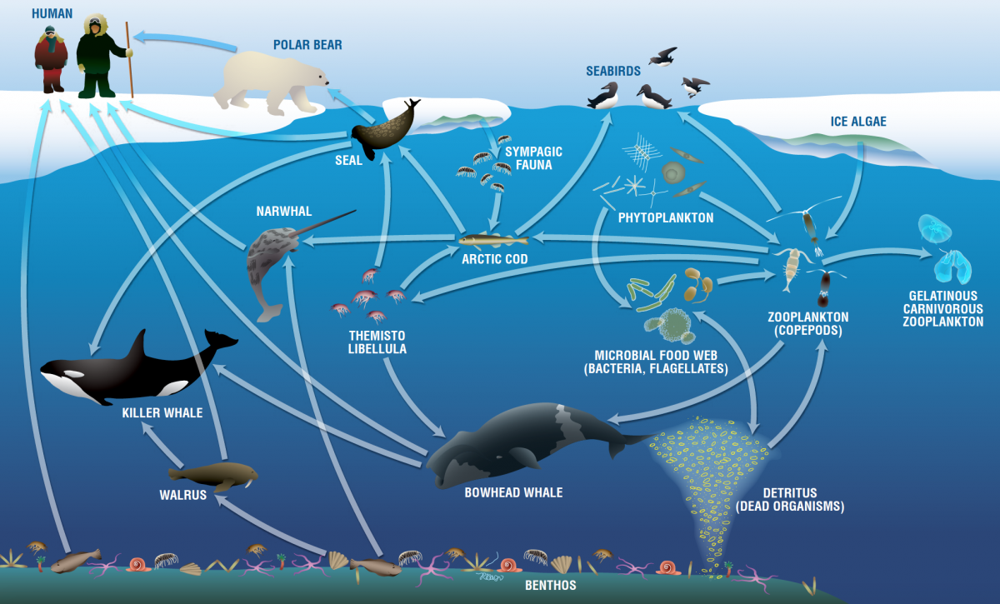 HUMAN
POLAR BEAR
SEABIRDS
ICE ALGAE
SEAL
SYMPAGIC
FAUNA
NARWHAL
PHYTOPLANKTON
ARCTIC COD
GELATINOUS
CARNIVOROUS
ZOOPLANKTON
ZOOPLANKTON
(COPEPODS)
THEMISTO
LIBELLULA
MICROBIAL FOOD WEB
(BACTERIA, FLAGELLATES)
KILLER WHALE
WALRUS
BOWHEAD WHALE
DETRITUS
(DEAD ORGANISMS)
BENTHOS